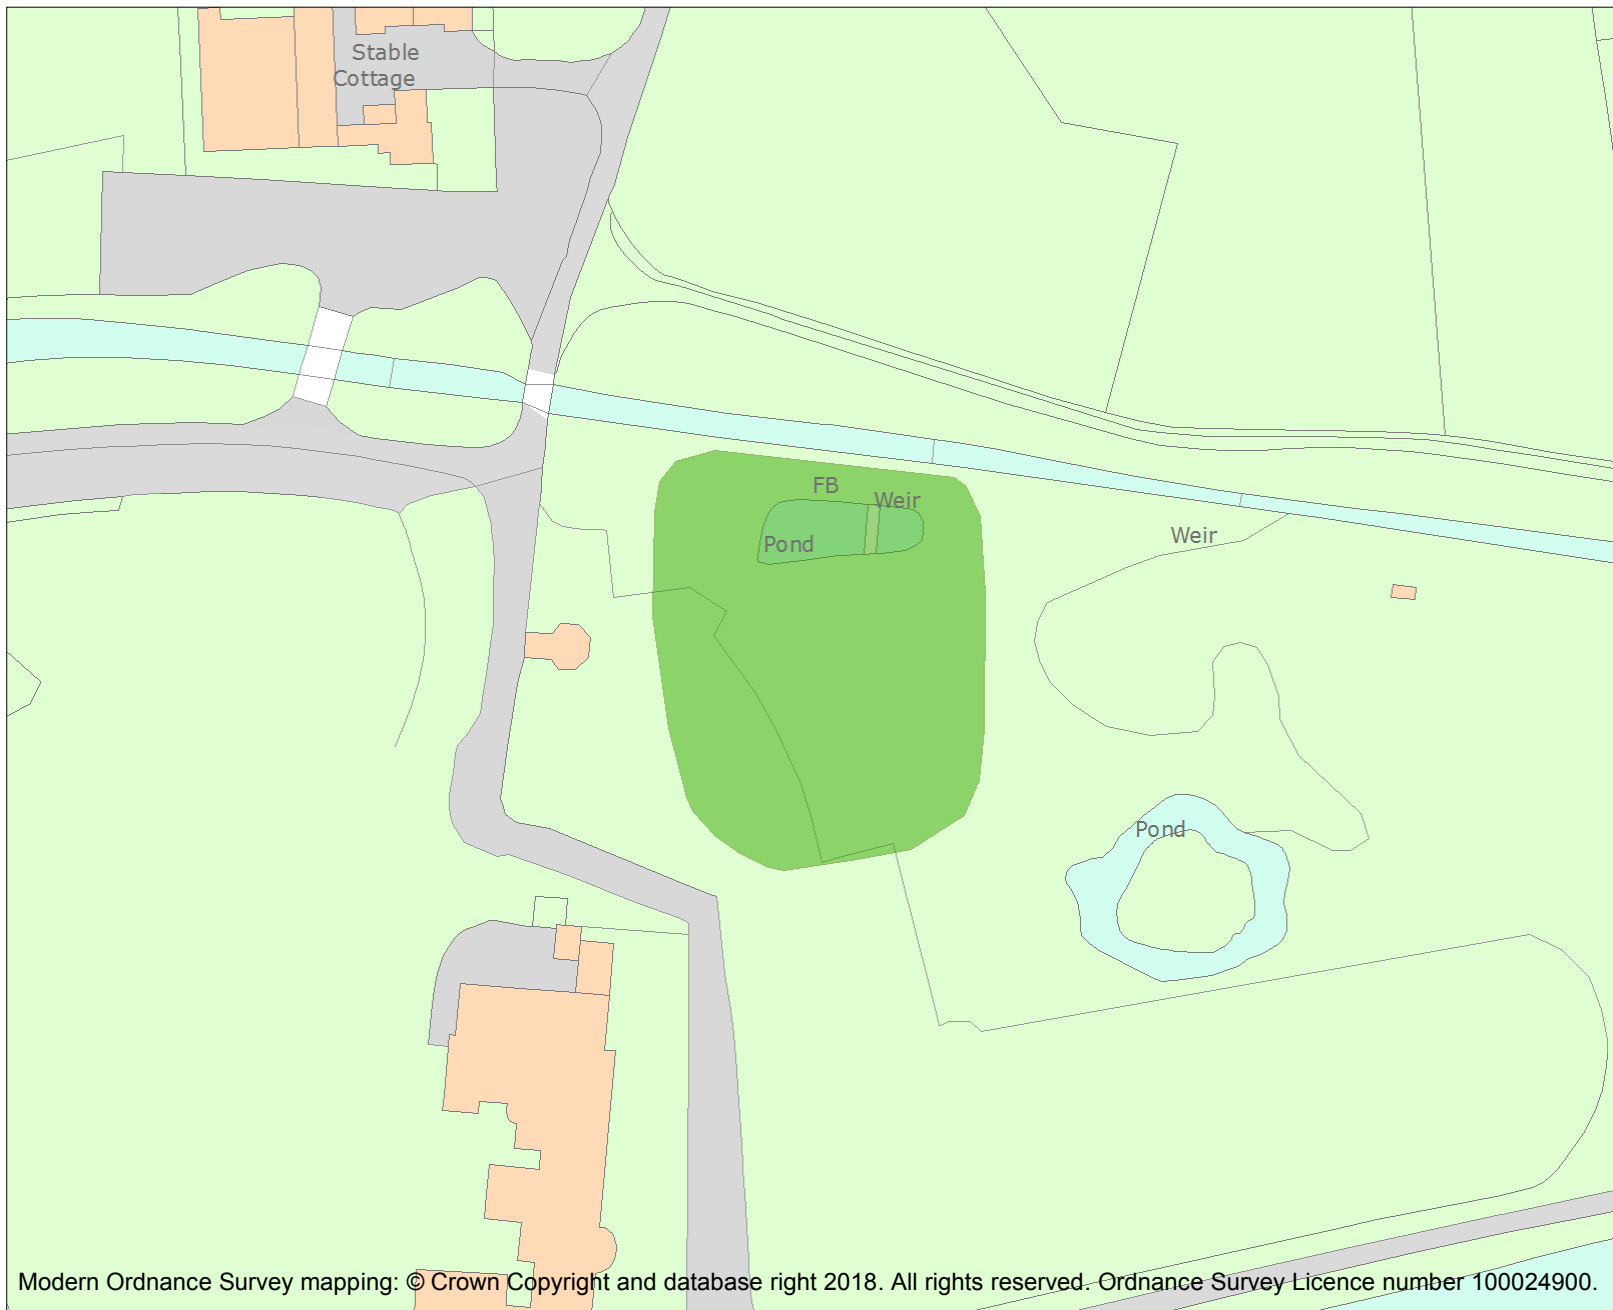 Stable
Cottage
FB
Weir
Pond
Weir
Pond
Modern Ordnance Survey mapping: © Crown Copyright and database right 2018. All rights reserved. Ordnance Survey Licence number 100024900.